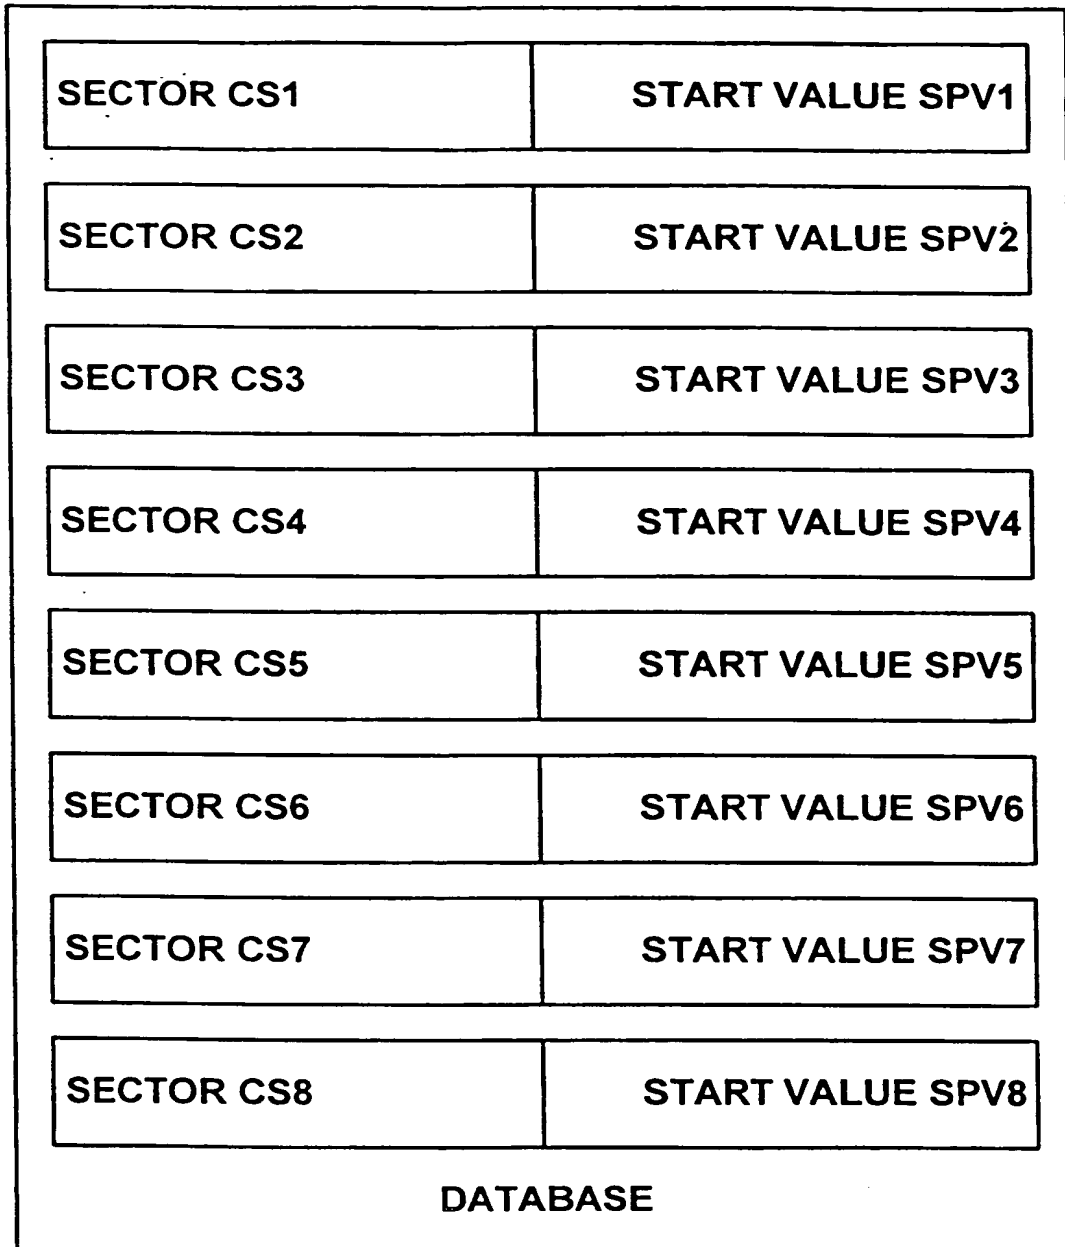 SECTOR CS1 START VALUE SPV1
SECTOR CS2 START VALUE SPV2
SECTOR CS3 START VALUE SPV3
SECTOR CS4 START VALUE SPV4
SECTOR CS5 START VALUE SPV5
SECTOR CS6 START VALUE SPV6
SECTOR CS7 START VALUE SPV7
SECTOR CS8 START VALUE SPV8
DATABASE